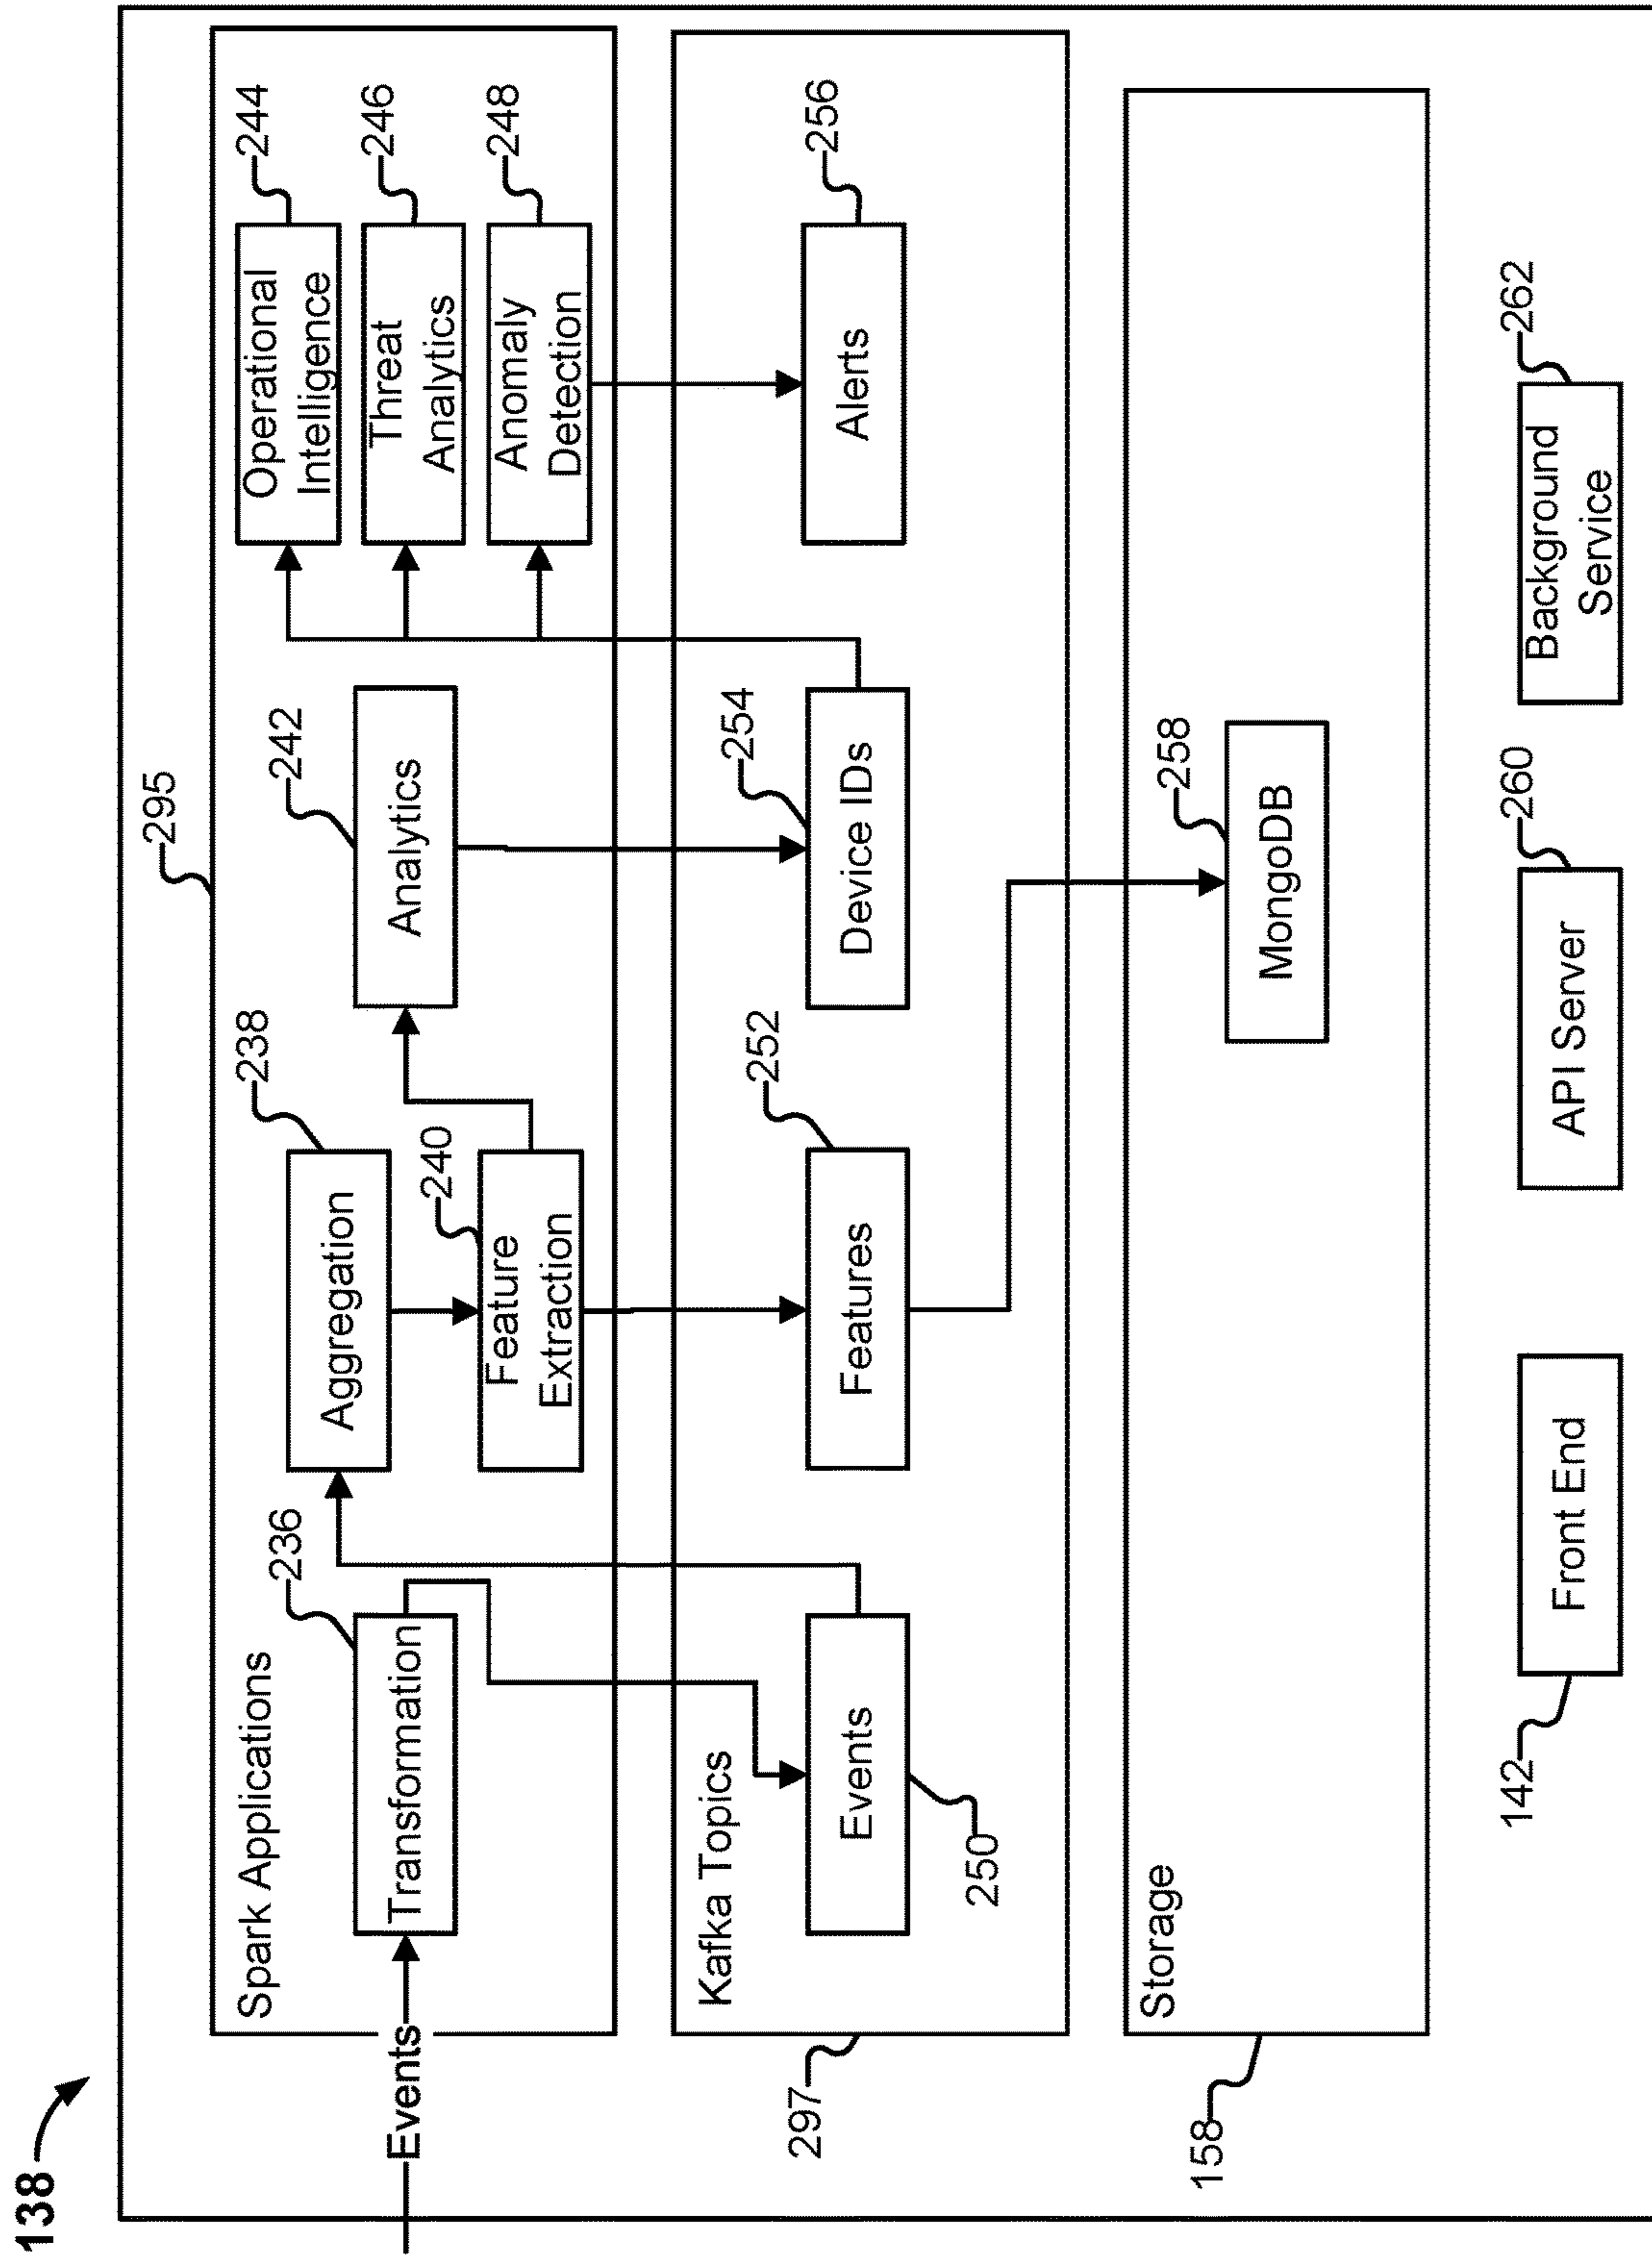 138
295
Spark Applications
Events
Transformation
236
Aggregation
238
Feature
Extraction
240
Analytics
242
Operational
Intelligence
244
Threat
Analytics
246
Anomaly
Detection
248
Kafka Topics
297
Events
250
Features
252
Device IDs
254
Alerts
256
Storage
158
MongoDB
258
Front End
142
API Server
260
Background
Service
262